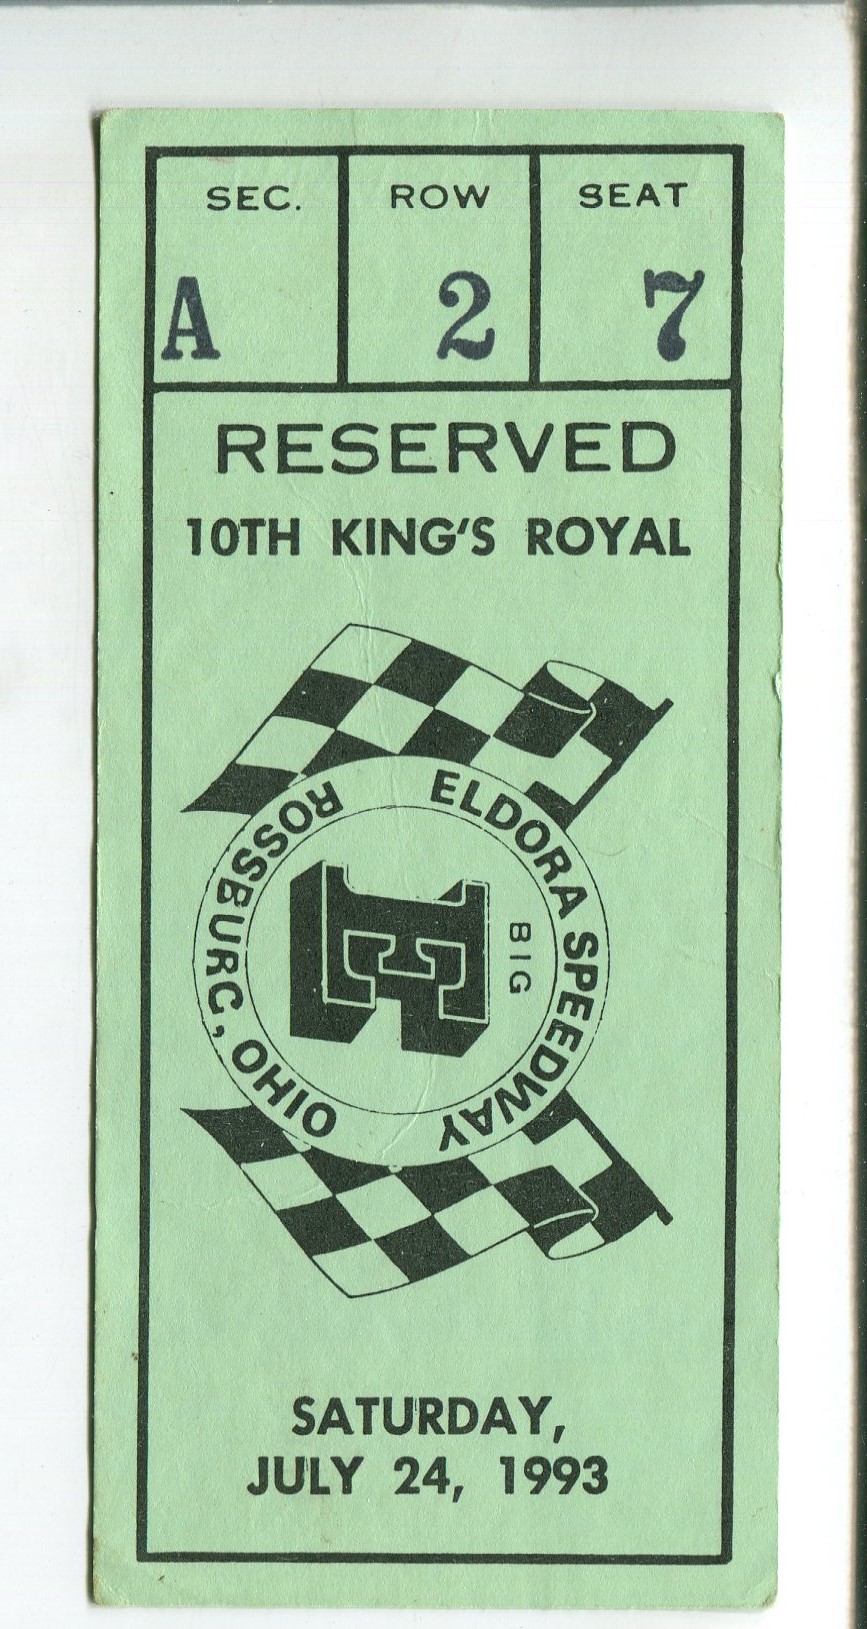 SEC. ROW SEAT
A 2 7
RESERVED
10TH KING'S ROYAL
ELDORA SPEEDWAY
BIG
E
ROSSBURG, OHIO
SATURDAY,
JULY 24, 1993